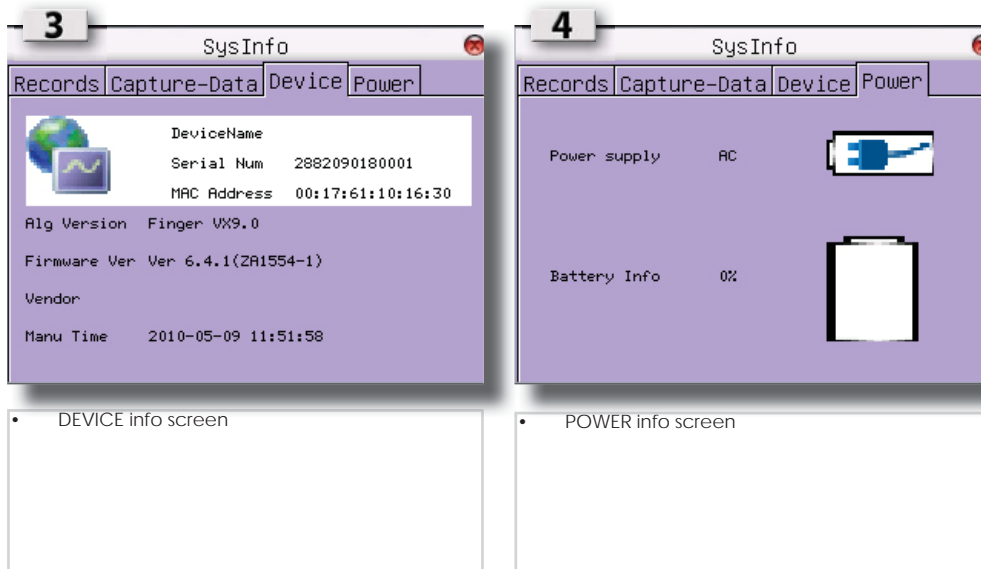 3
SysInfo
Records Capture-Data Device Power
DeviceName
Serial Num 2882090180001
MAC Address 00:17:61:10:16:30
Alg Version Finger VX9.0
Firmware Ver Ver 6.4.1(ZA1554-1)
Vendor
Manu Time 2010-05-09 11:51:58
• DEVICE info screen
4
SysInfo
Records Capture-Data Device Power
Power supply AC
Battery Info 0%
• POWER info screen